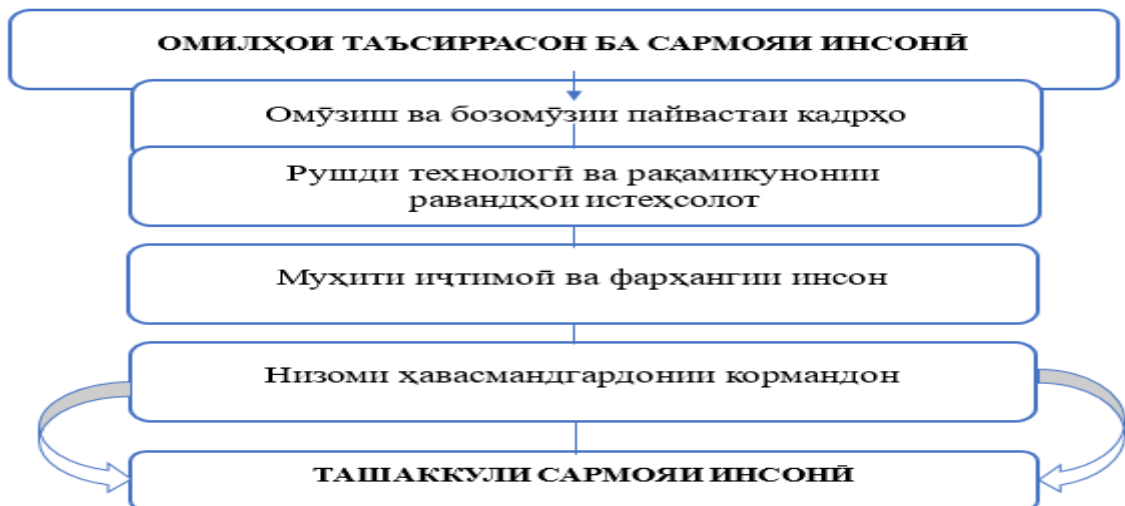 ОМИЛҲОИ ТАЪСИРРАСОН БА САРМОЯИ ИНСОНӢ
Омӯзиш ва бозомӯзии пайвастаи кадрҳо
Рушди технологӣ ва рақамикунонии
равандҳои истеҳсолот
Муҳити иҷтимоӣ ва фарҳангии инсон
Низоми ҳавасмандгардонии кормандон
ТАШАККУЛИ САРМОЯИ ИНСОНӢ